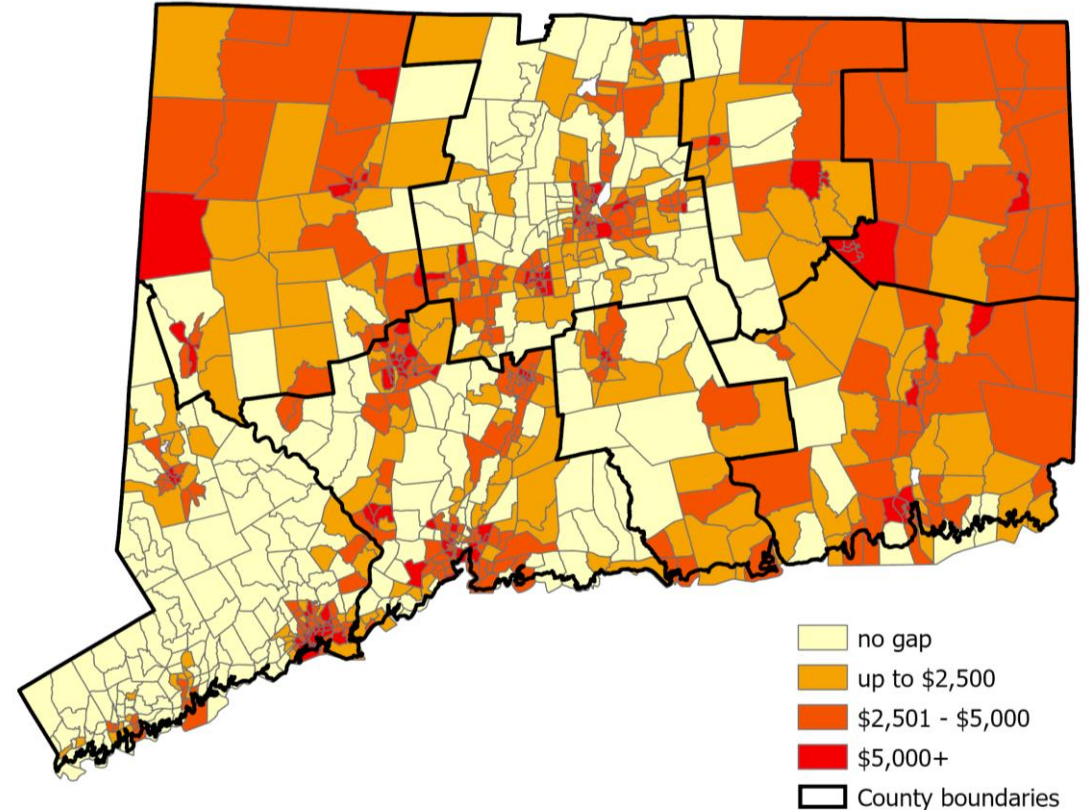 no gap
up to $2,500
$2,501 - $5,000
$5,000+
County boundaries